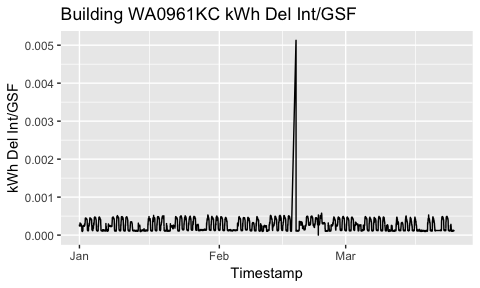 Building WA0961KC kWh Del Int/GSF
kWh Del Int/GSF
0.005
0.004
0.003
0.002
0.001
0.000
Jan Feb Mar
Timestamp